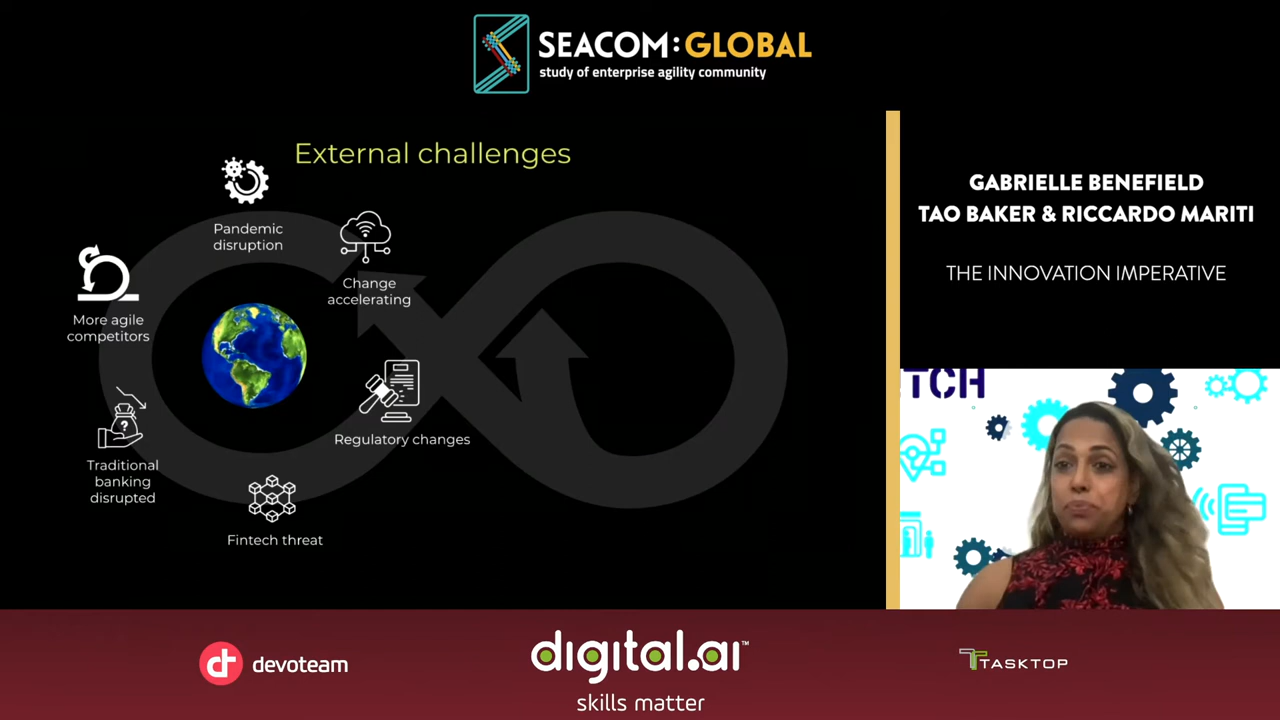 SEACOM:GLOBAL
study of enterprise agility community
External challenges
Pandemic
disruption
Change
accelerating
More agile
competitors
Regulatory changes
Traditional
banking
disrupted
?
Fintech threat
GABRIELLE BENEFIELD
TAO BAKER & RICCARDO MARITI
THE INNOVATION IMPERATIVE
TCH
devoteam
digital.ai™
skills matter
TASKTOP